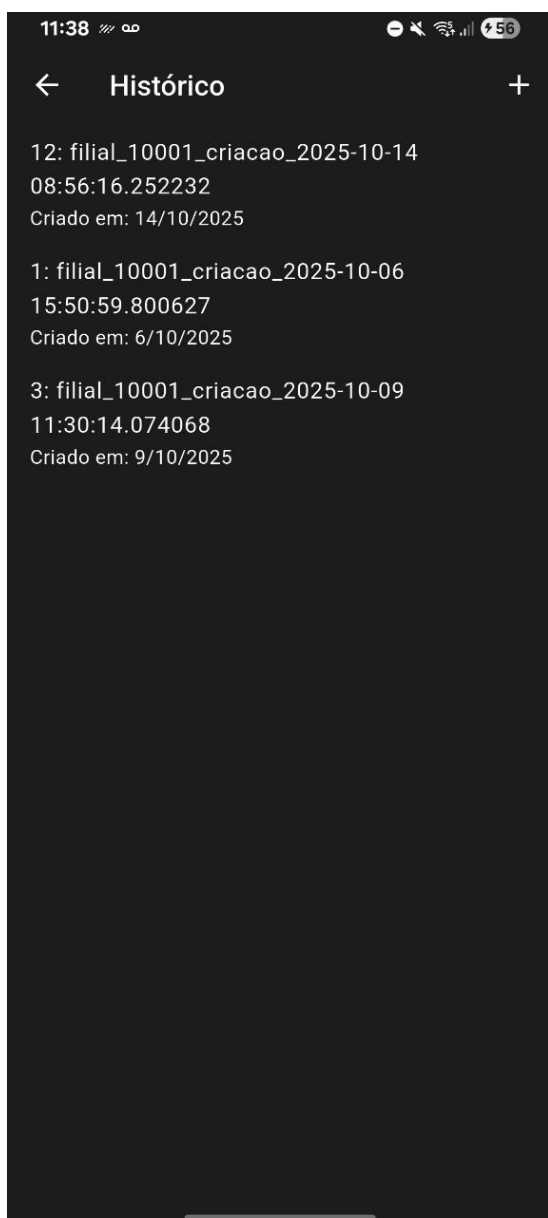 11:38
56
Histórico
12: filial_10001_criacao_2025-10-14
08:56:16.252232
Criado em: 14/10/2025
1: filial_10001_criacao_2025-10-06
15:50:59.800627
Criado em: 6/10/2025
3: filial_10001_criacao_2025-10-09
11:30:14.074068
Criado em: 9/10/2025